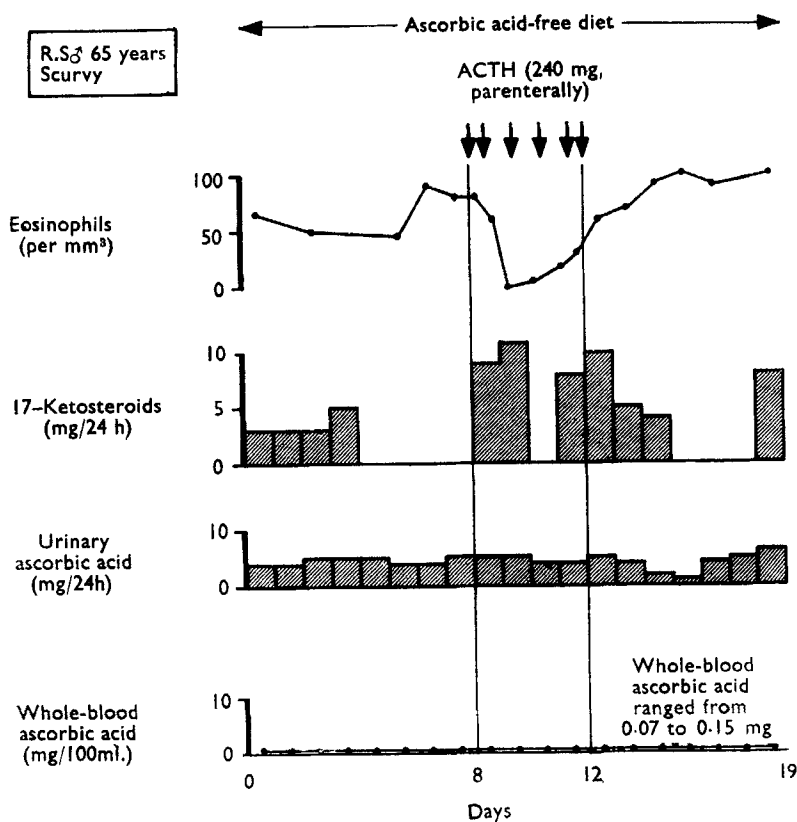 Ascorbic acid-free diet
R.S♂ 65 years
Scurvy
ACTH (240 mg,
parenterally)
Eosinophils
(per mm³)
100
50
0
17-Ketosteroids
(mg/24 h)
10
5
0
Urinary
ascorbic acid
(mg/24h)
10
0
Whole-blood
ascorbic acid
(mg/100ml.)
10
0
Whole-blood
ascorbic acid
ranged from
0·07 to 0·15 mg
0 8 12 19
Days